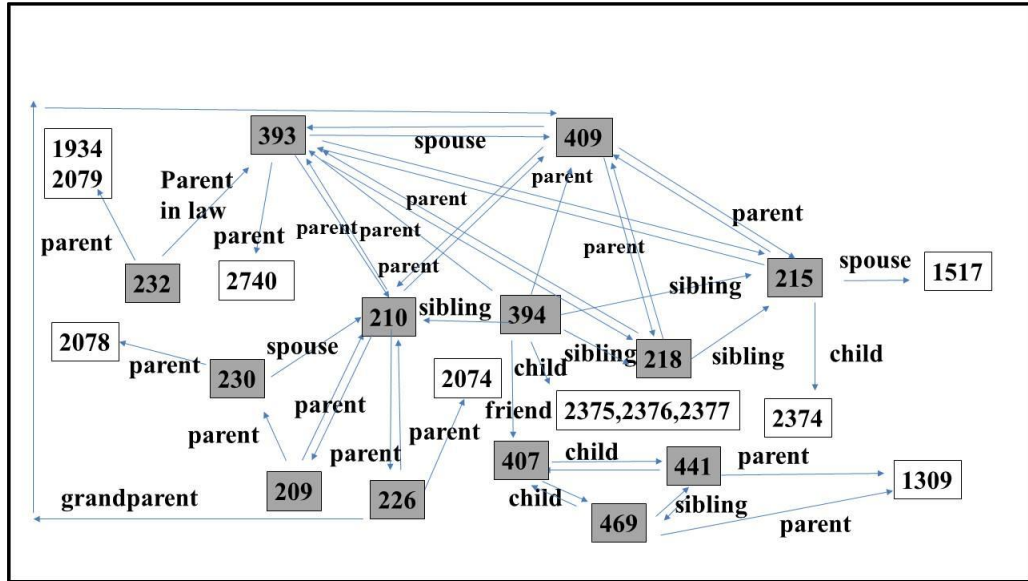 393
409
spouse
1934
2079
Parent
in law
parent
parent
parent
parent
parent
parent
parent
parent
parent
232
2740
215
spouse
1517
sibling
210
sibling
394
2078
spouse
sibling
218
sibling
parent
230
child
child
2074
2375,2376,2377
2374
parent
friend
parent
parent
parent
407
child
441
parent
1309
209
226
child
sibling
grandparent
469
parent